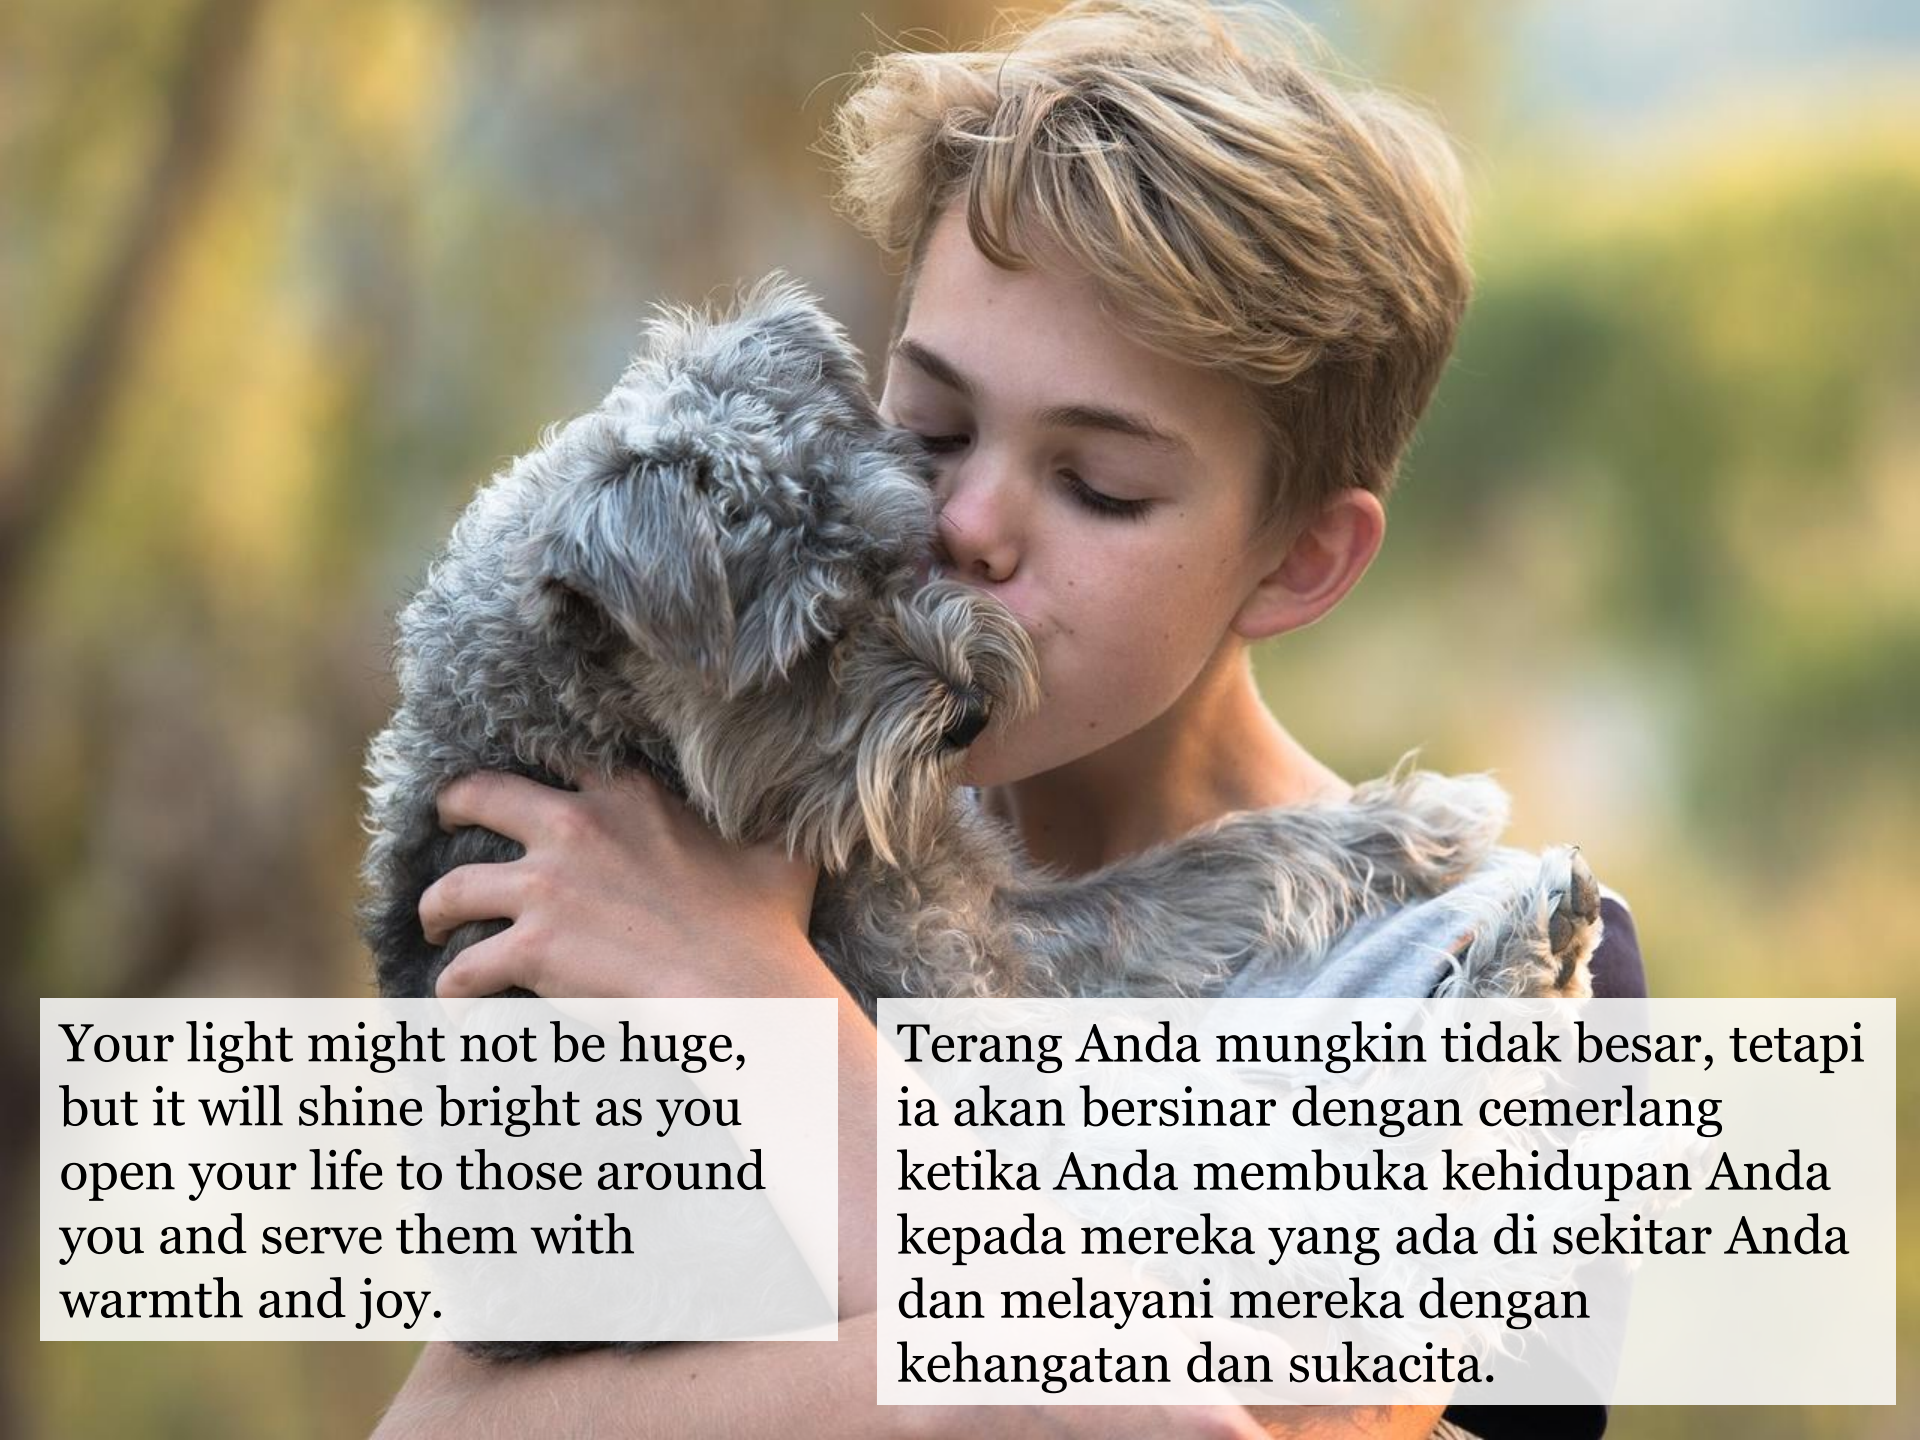 Your light might not be huge,
but it will shine bright as you
open your life to those around
you and serve them with
warmth and joy.
Terang Anda mungkin tidak besar, tetapi
ia akan bersinar dengan cemerlang
ketika Anda membuka kehidupan Anda
kepada mereka yang ada di sekitar Anda
dan melayani mereka dengan
kehangatan dan sukacita.